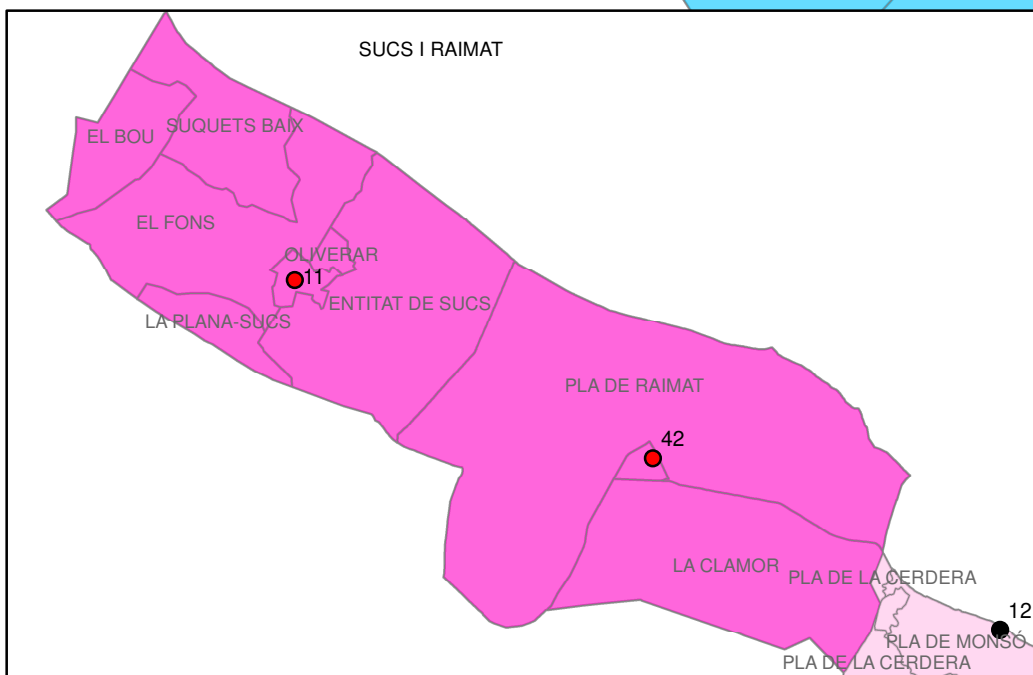 SUCS I RAIMAT
SUQUETS BAIX
EL BOU
EL FONS
OLIVERAR
11
ENTITAT DE SUCS
LA PLANA-SUCS
PLA DE RAIMAT
42
LA CLAMOR
PLA DE LA CERDERA
12
PLA DE MONSÓ
PLA DE LA CERDERA